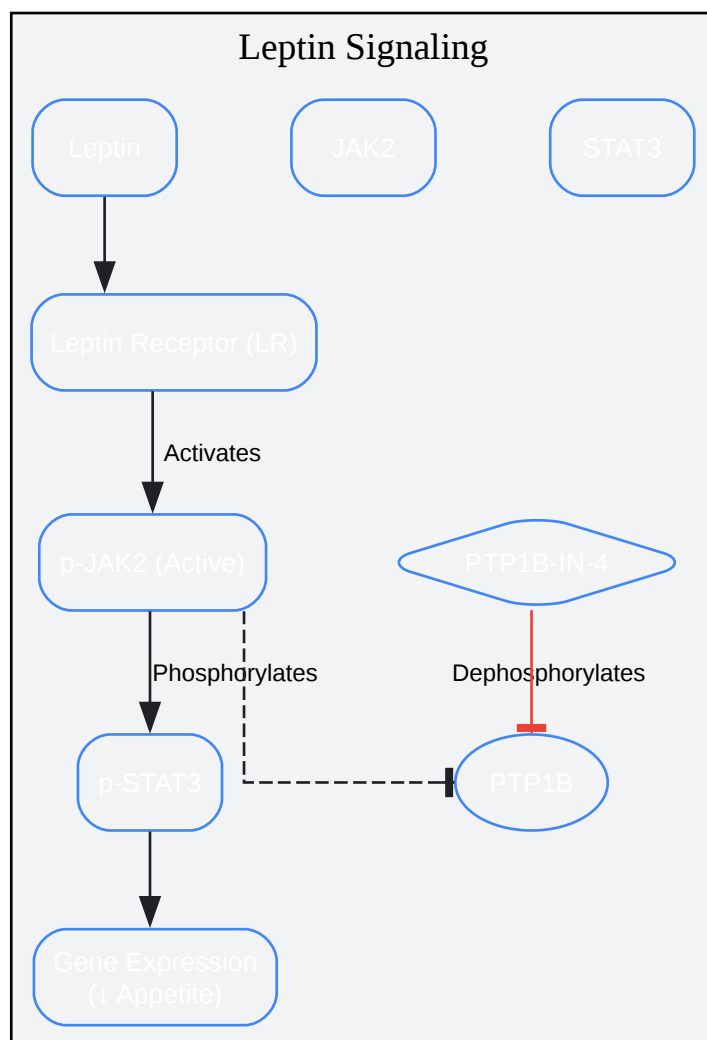 Leptin Signaling
Leptin
JAK2
STAT3
Leptin Receptor (LR)
Activates
p-JAK2 (Active)
PTP1B-IN-4
Phosphorylates
Dephosphorylates
p-STAT3
PTP1B
Gene Expression
(↓ Appetite)